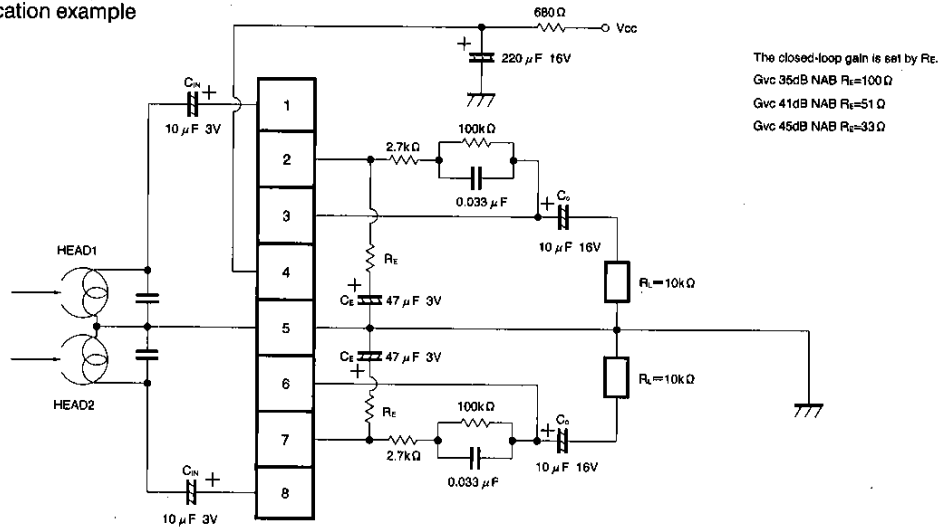 cation example
680Ω
Vcc
220 μF 16V
The closed-loop gain is set by RE.
Gvc 35dB NAB RE=100Ω
Gvc 41dB NAB RE=51Ω
Gvc 45dB NAB RE=33Ω
CIN +
10 μF 3V
1
2
3
4
5
6
7
8
100kΩ
2.7kΩ
0.033 μF
+ Co
10 μF 16V
HEAD1
RE
+
CE 47 μF 3V
RL=10kΩ
CE 47 μF 3V
+
HEAD2
RL=10kΩ
RE
100kΩ
2.7kΩ
0.033 μF
+ Co
10 μF 16V
CIN +
10 μF 3V